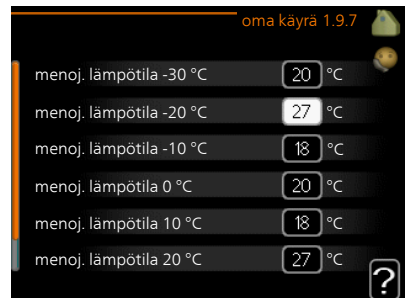 oma käyrä 1.9.7
menoj. lämpötila -30 °C 20 °C
menoj. lämpötila -20 °C 27 °C
menoj. lämpötila -10 °C 18 °C
menoj. lämpötila 0 °C 20 °C
menoj. lämpötila 10 °C 18 °C
menoj. lämpötila 20 °C 27 °C
?